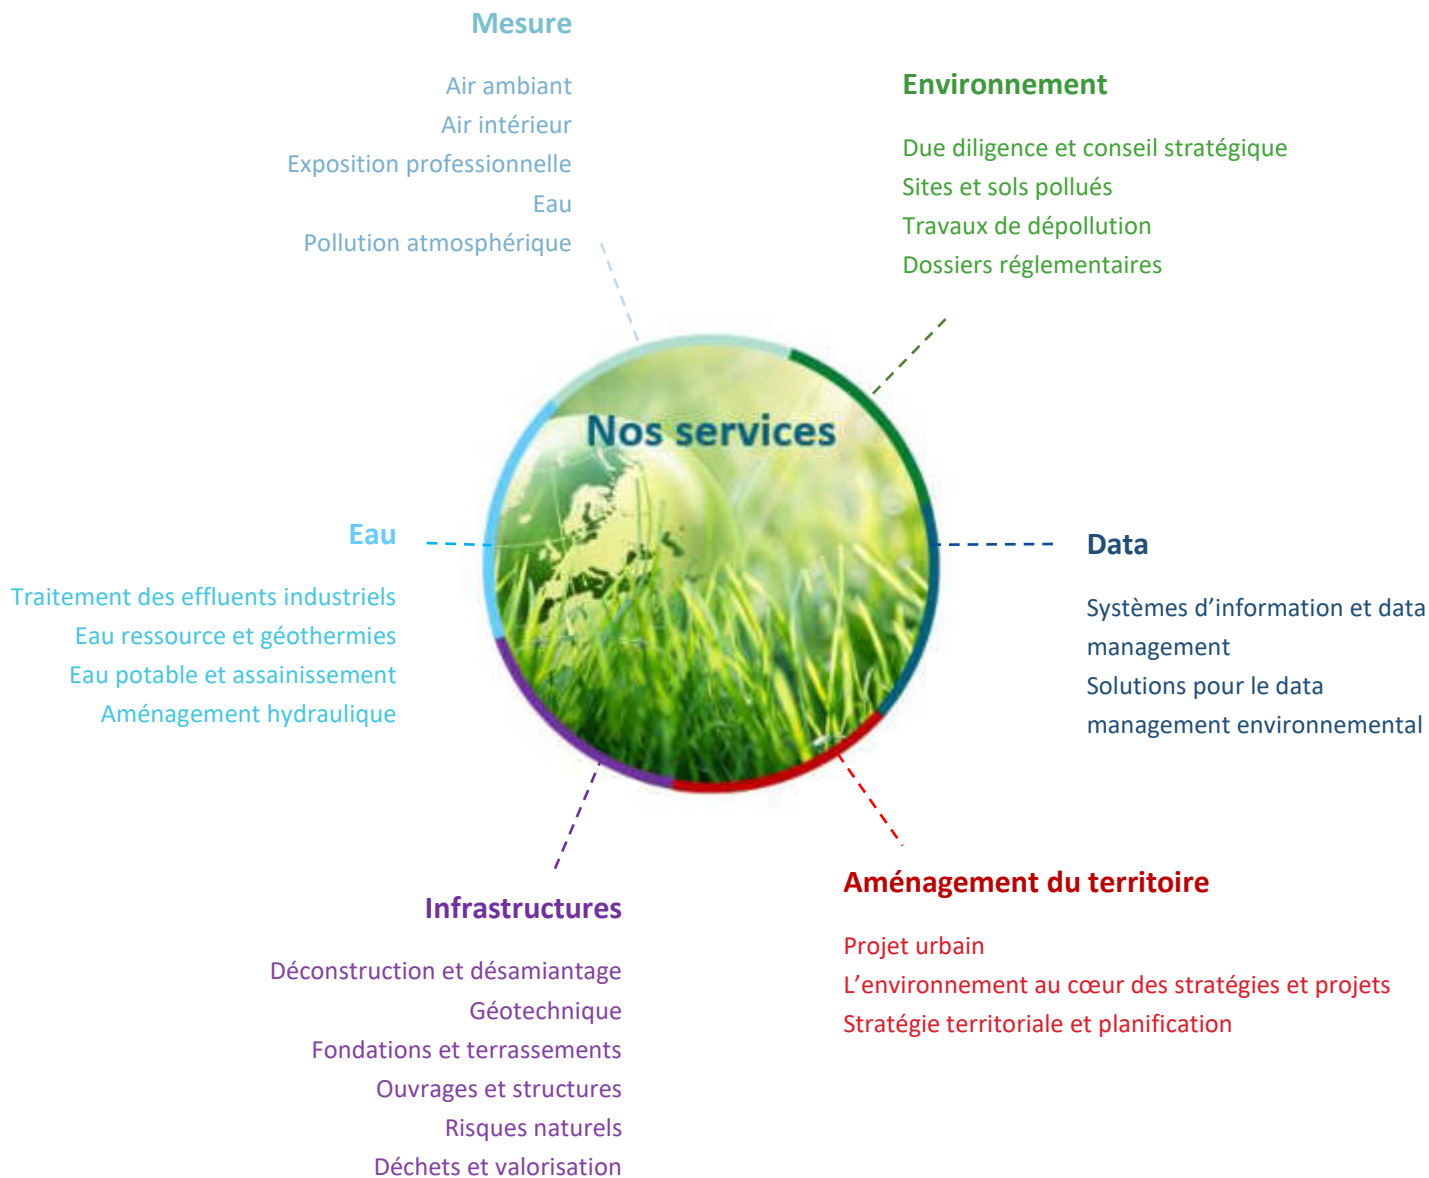 Mesure
Air ambiant
Air intérieur
Exposition professionnelle
Eau
Pollution atmosphérique
Environnement
Due diligence et conseil stratégique
Sites et sols pollués
Travaux de dépollution
Dossiers réglementaires
Nos services
Eau
Traitement des effluents industriels
Eau ressource et géothermies
Eau potable et assainissement
Aménagement hydraulique
Data
Systèmes d’information et data
management
Solutions pour le data
management environnemental
Infrastructures
Déconstruction et désamiantage
Géotechnique
Fondations et terrassements
Ouvrages et structures
Risques naturels
Déchets et valorisation
Aménagement du territoire
Projet urbain
L’environnement au cœur des stratégies et projets
Stratégie territoriale et planification